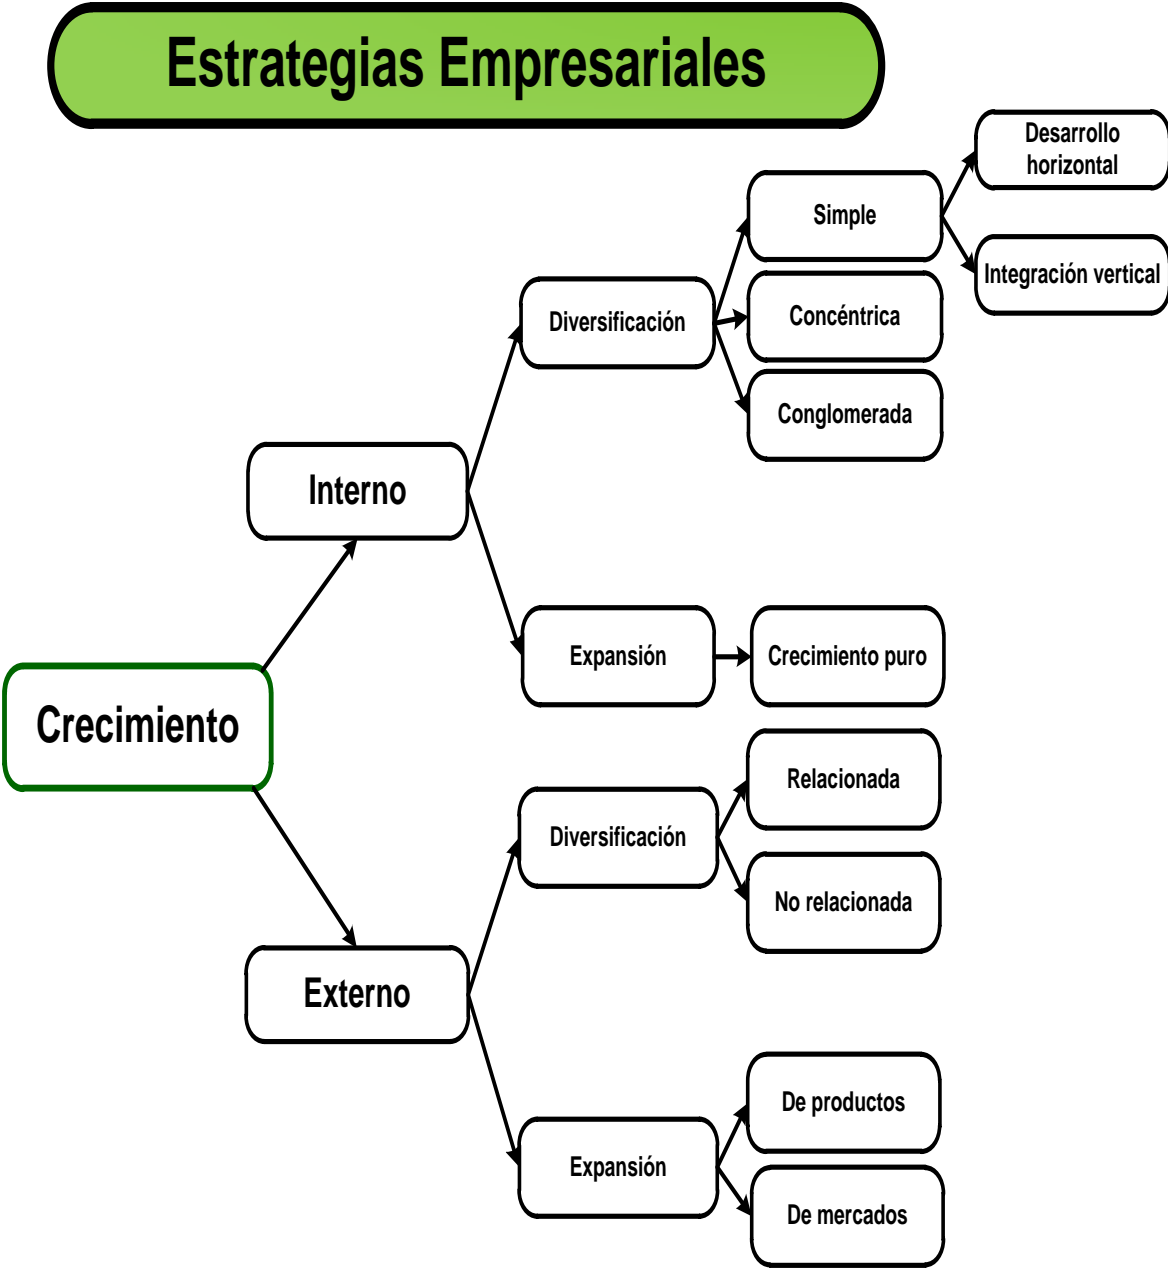 Estrategias Empresariales
Desarrollo
horizontal
Simple
Integración vertical
Diversificación
Concéntrica
Conglomerada
Interno
Expansión
Crecimiento puro
Crecimiento
Relacionada
Diversificación
No relacionada
Externo
De productos
Expansión
De mercados